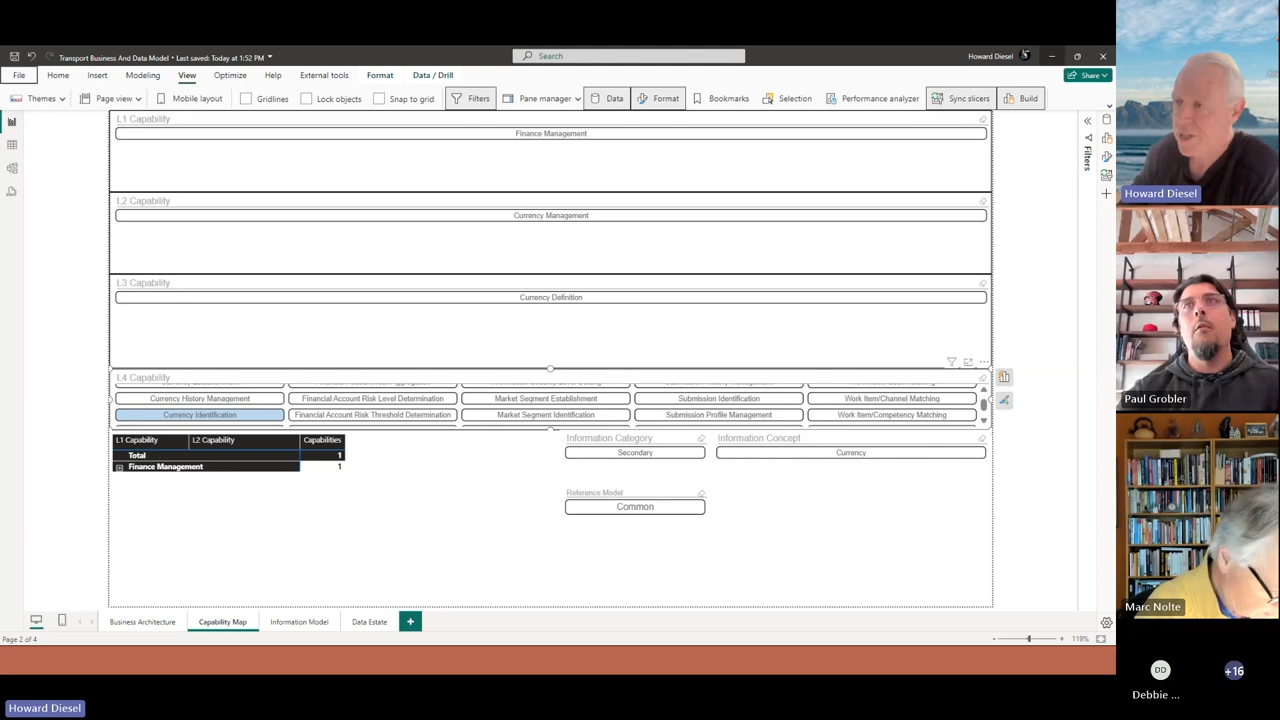 Transport Business And Data Model • Last saved: Today at 1:52 PM
Search
Howard Diesel
File
Home
Insert
Modeling
View
Optimize
Help
External tools
Format
Data / Drill
Share
Themes
Page view
Mobile layout
Gridlines
Lock objects
Snap to grid
Filters
Pane manager
Data
Format
Bookmarks
Selection
Performance analyzer
Sync slicers
Build
L1 Capability
Finance Management
Filters
L2 Capability
Currency Management
L3 Capability
Currency Definition
L4 Capability
Currency History Management
Financial Account Risk Level Determination
Market Segment Establishment
Submission Identification
Work Item/Channel Matching
Currency Identification
Financial Account Risk Threshold Determination
Market Segment Identification
Submission Profile Management
Work Item/Competency Matching
L1 Capability
L2 Capability
Capabilities
Total
1
Finance Management
1
Information Category
Secondary
Information Concept
Currency
Reference Model
Common
Business Architecture
Capability Map
Information Model
Data Estate
Page 2 of 4
119%
Howard Diesel
Paul Grobler
Marc Nolte
DD
Debbie ...
+16
Howard Diesel